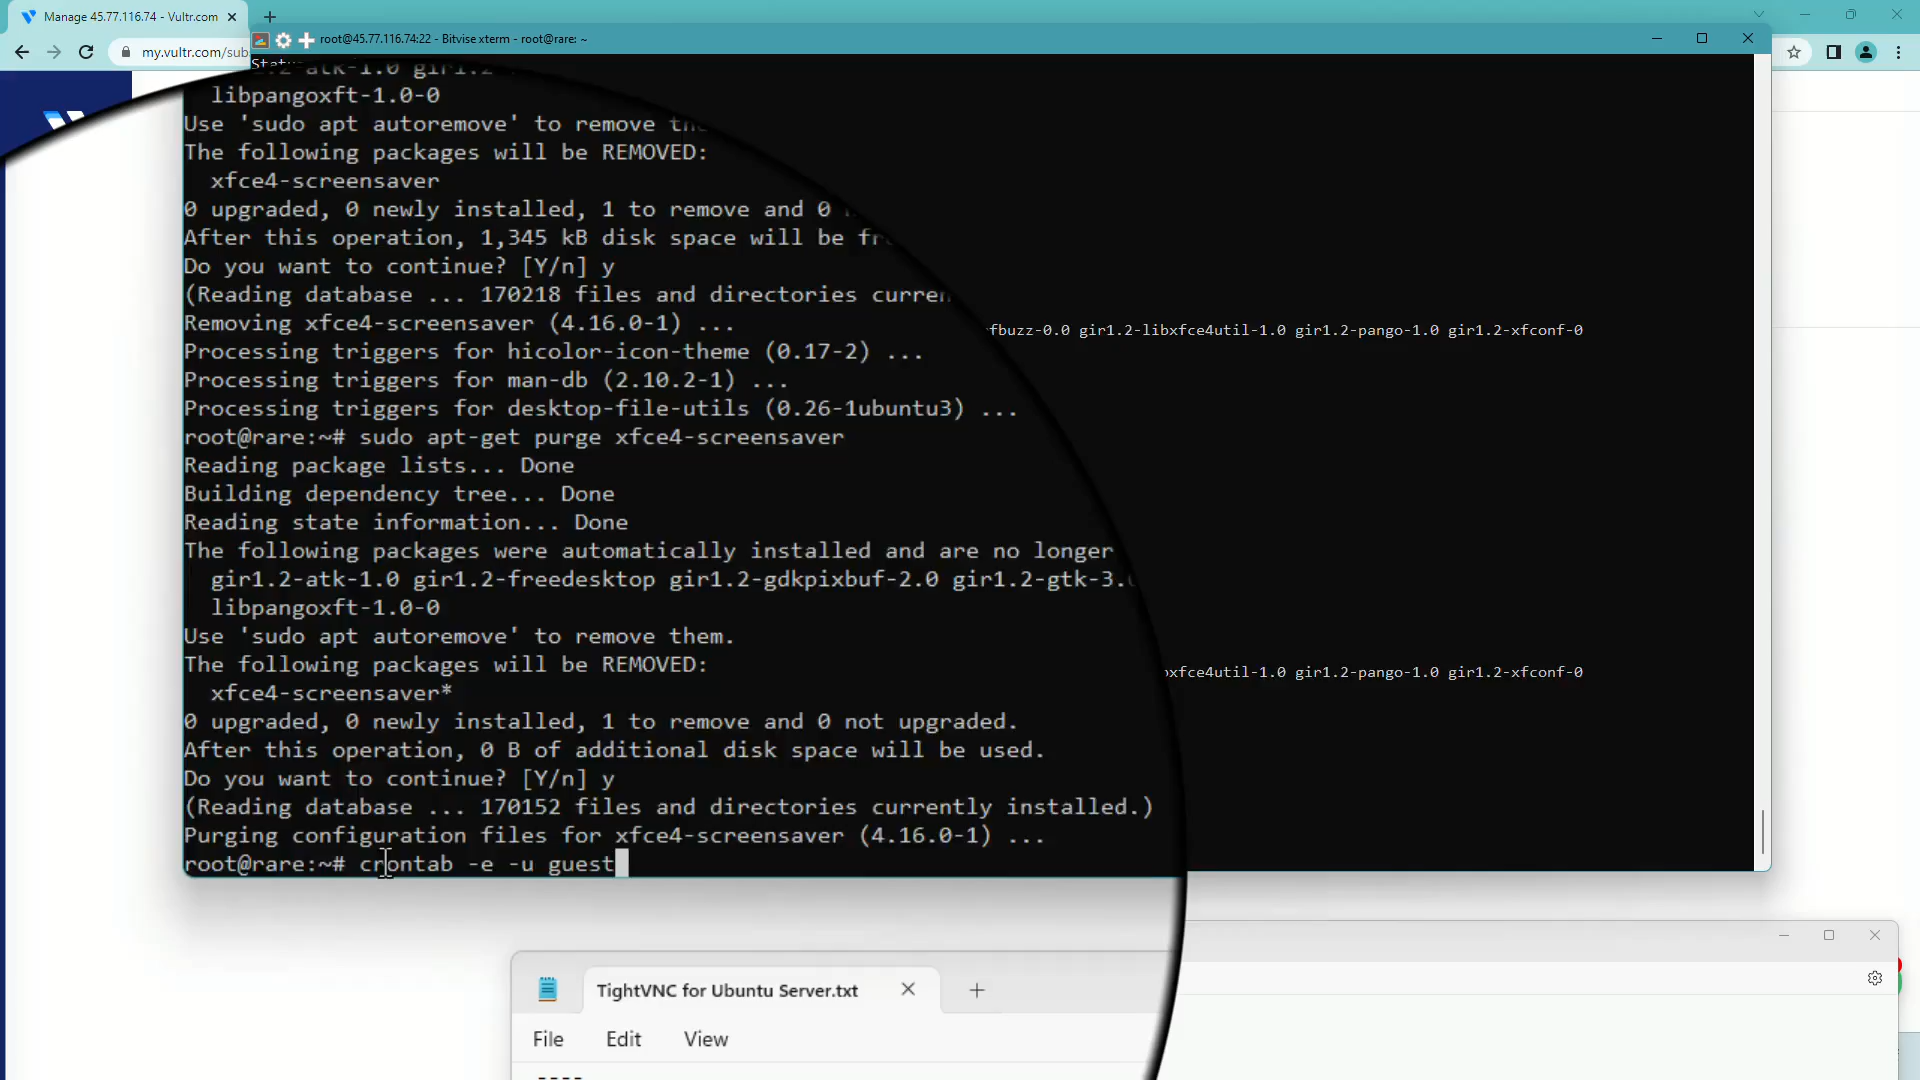 Manage 45.77.116.74 - Vultr.com
my.vultr.com/sub
root@45.77.116.74:22 - Bitvise xterm - root@rare: ~
gir1.2-atk-1.0
libpangoxft-1.0-0
Use 'sudo apt autoremove' to remove
The following packages will be REMOVED:
xfce4-screensaver
0 upgraded, 0 newly installed, 1 to remove and 0
After this operation, 1,345 kB disk space will be
Do you want to continue? [Y/n] y
(Reading database ... 170218 files and directories curren
Removing xfce4-screensaver (4.16.0-1) ...
fbuzz-0.0 gir1.2-libxfce4util-1.0 gir1.2-pango-1.0 gir1.2-xfconf-0
Processing triggers for hicolor-icon-theme (0.17-2) ...
Processing triggers for man-db (2.10.2-1) ...
Processing triggers for desktop-file-utils (0.26-1ubuntu3) ...
root@rare:~# sudo apt-get purge xfce4-screensaver
Reading package lists... Done
Building dependency tree... Done
Reading state information... Done
The following packages were automatically installed and are no longer
gir1.2-atk-1.0 gir1.2-freedesktop gir1.2-gdkpixbuf-2.0 gir1.2-gtk-3.
libpangoxft-1.0-0
Use 'sudo apt autoremove' to remove them.
The following packages will be REMOVED:
xfce4util-1.0 gir1.2-pango-1.0 gir1.2-xfconf-0
xfce4-screensaver*
0 upgraded, 0 newly installed, 1 to remove and 0 not upgraded.
After this operation, 0 B of additional disk space will be used.
Do you want to continue? [Y/n] y
(Reading database ... 170152 files and directories currently installed.)
Purging configuration files for xfce4-screensaver (4.16.0-1) ...
root@rare:~# crontab -e -u guest
TightVNC for Ubuntu Server.txt
File Edit View
----